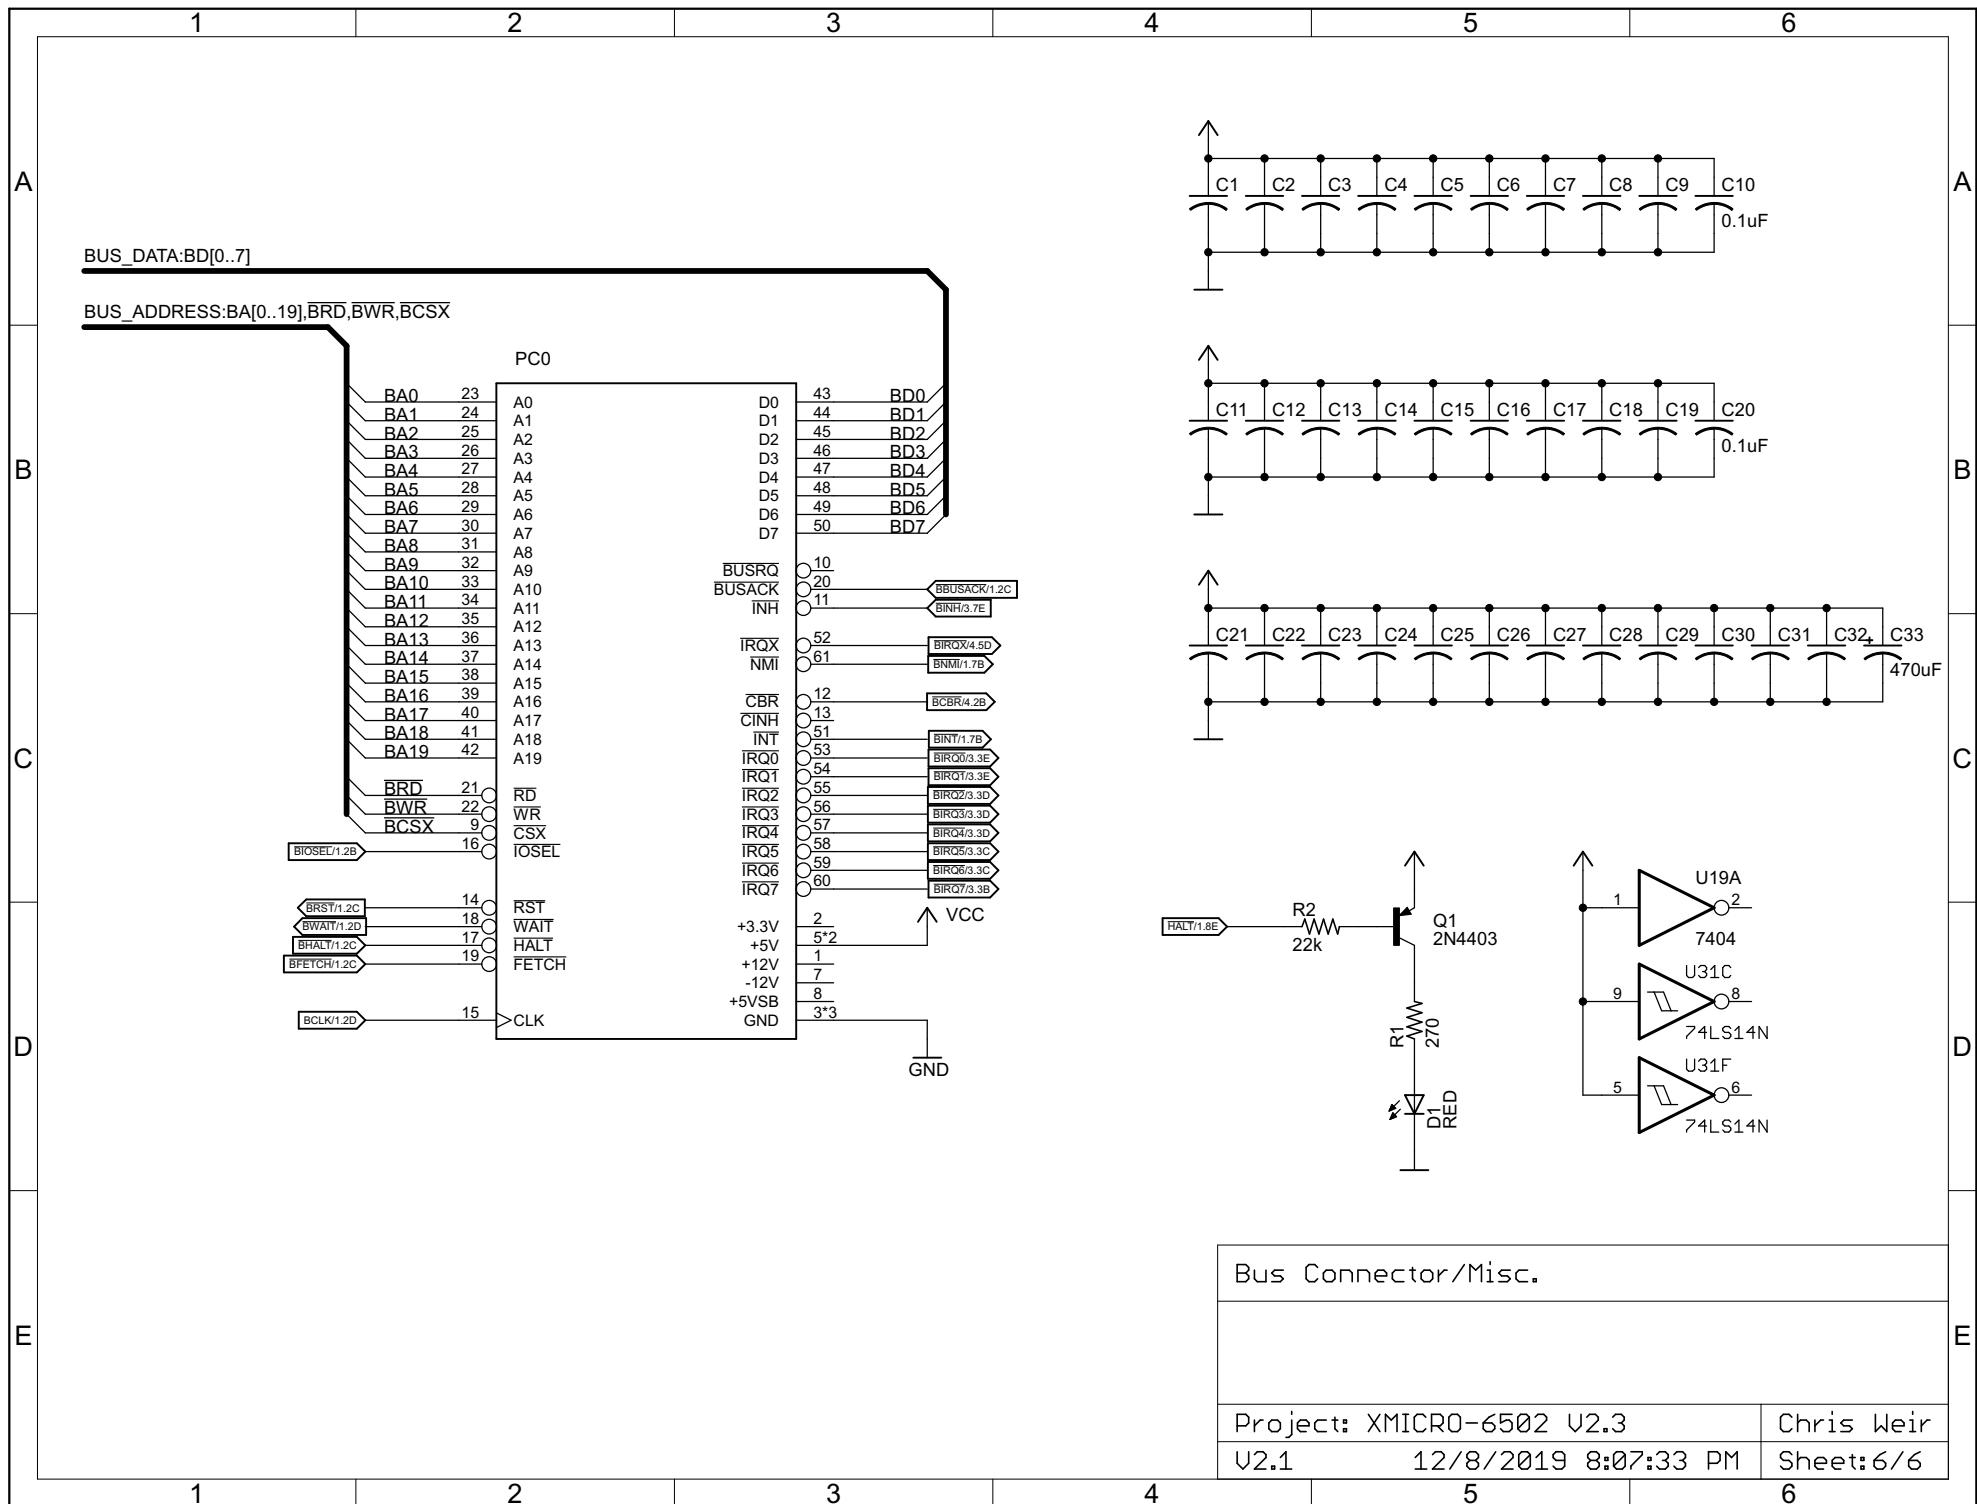 1 2 3 4 5 6
A A
C1 C2 C3 C4 C5 C6 C7 C8 C9 C10
0.1uF
BUS_DATA:BD[0..7]
BUS_ADDRESS:BA[0..19],BRD,BWR,BCSX
PC0
BA0 23 A0 D0 43 BD0
BA1 24 A1 D1 44 BD1
BA2 25 A2 D2 45 BD2
BA3 26 A3 D3 46 BD3
BA4 27 A4 D4 47 BD4
BA5 28 A5 D5 48 BD5
BA6 29 A6 D6 49 BD6
BA7 30 A7 D7 50 BD7
BA8 31 A8
BA9 32 A9 BUSRQ 10
BA10 33 A10 BUSACK 20 BBUSACK/1.2C
BA11 34 A11 INH 11 BINH/3.7E
BA12 35 A12
BA13 36 A13 IRQX 52 BIRQX/4.5D
BA14 37 A14 NMI 61 BNMI/1.7B
BA15 38 A15
BA16 39 A16 CBR 12 BCBR/4.2B
BA17 40 A17 CINH 13
BA18 41 A18 INT 51 BINT/1.7B
BA19 42 A19 IRQ0 53 BIRQ0/3.3E
IRQ1 54 BIRQ1/3.3E
BRD 21 RD IRQ2 55 BIRQ2/3.3D
BWR 22 WR IRQ3 56 BIRQ3/3.3D
BCSX 9 CSX IRQ4 57 BIRQ4/3.3D
BIOSEL/1.2B 16 IOSEL IRQ5 58 BIRQ5/3.3C
IRQ6 59 BIRQ6/3.3C
IRQ7 60 BIRQ7/3.3B
BRST/1.2C 14 RST VCC
BWAIT/1.2D 18 WAIT +3.3V 2
BHALT/1.2C 17 HALT +5V 5*2
BFETCH/1.2C 19 FETCH +12V 1
-12V 7
+5VSB 8
BCLK/1.2D 15 CLK GND 3*3
GND
B B
C11 C12 C13 C14 C15 C16 C17 C18 C19 C20
0.1uF
C21 C22 C23 C24 C25 C26 C27 C28 C29 C30 C31 C32 + C33
470uF
C C
HALT/1.8E
R2
22k
Q1
2N4403
R1
270
D1
RED
U19A
1 2
7404
U31C
9 8
74LS14N
U31F
5 6
74LS14N
D D
Bus Connector/Misc.
E E
Project: XMICRO-6502 V2.3 Chris Weir
V2.1 12/8/2019 8:07:33 PM Sheet:6/6
1 2 3 4 5 6